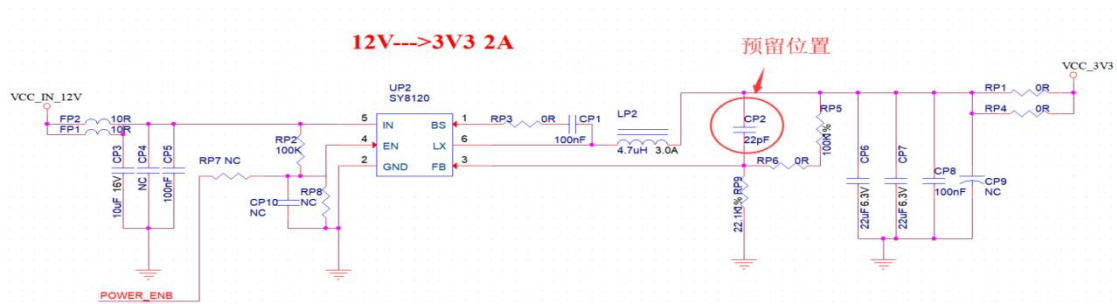 12V--->3V3 2A
预留位置
VCC_IN_12V
FP2 10R
FP1 10R
CP3
10uF 16V
CP4
NC
CP5
100nF
RP2
100K
RP7 NC
CP10
NC
RP8
NC
POWER_ENB
UP2
SY8120
5 IN BS 1
4 EN LX 6
2 GND FB 3
RP3 0R
CP1
100nF
LP2
4.7uH 3.0A
CP2
22pF
RP5
100K1%
RP6 0R
RP9
22.1K1%
CP6
22uF 6.3V
CP7
22uF 6.3V
CP8
100nF
CP9
NC
RP1 0R
RP4 0R
VCC_3V3